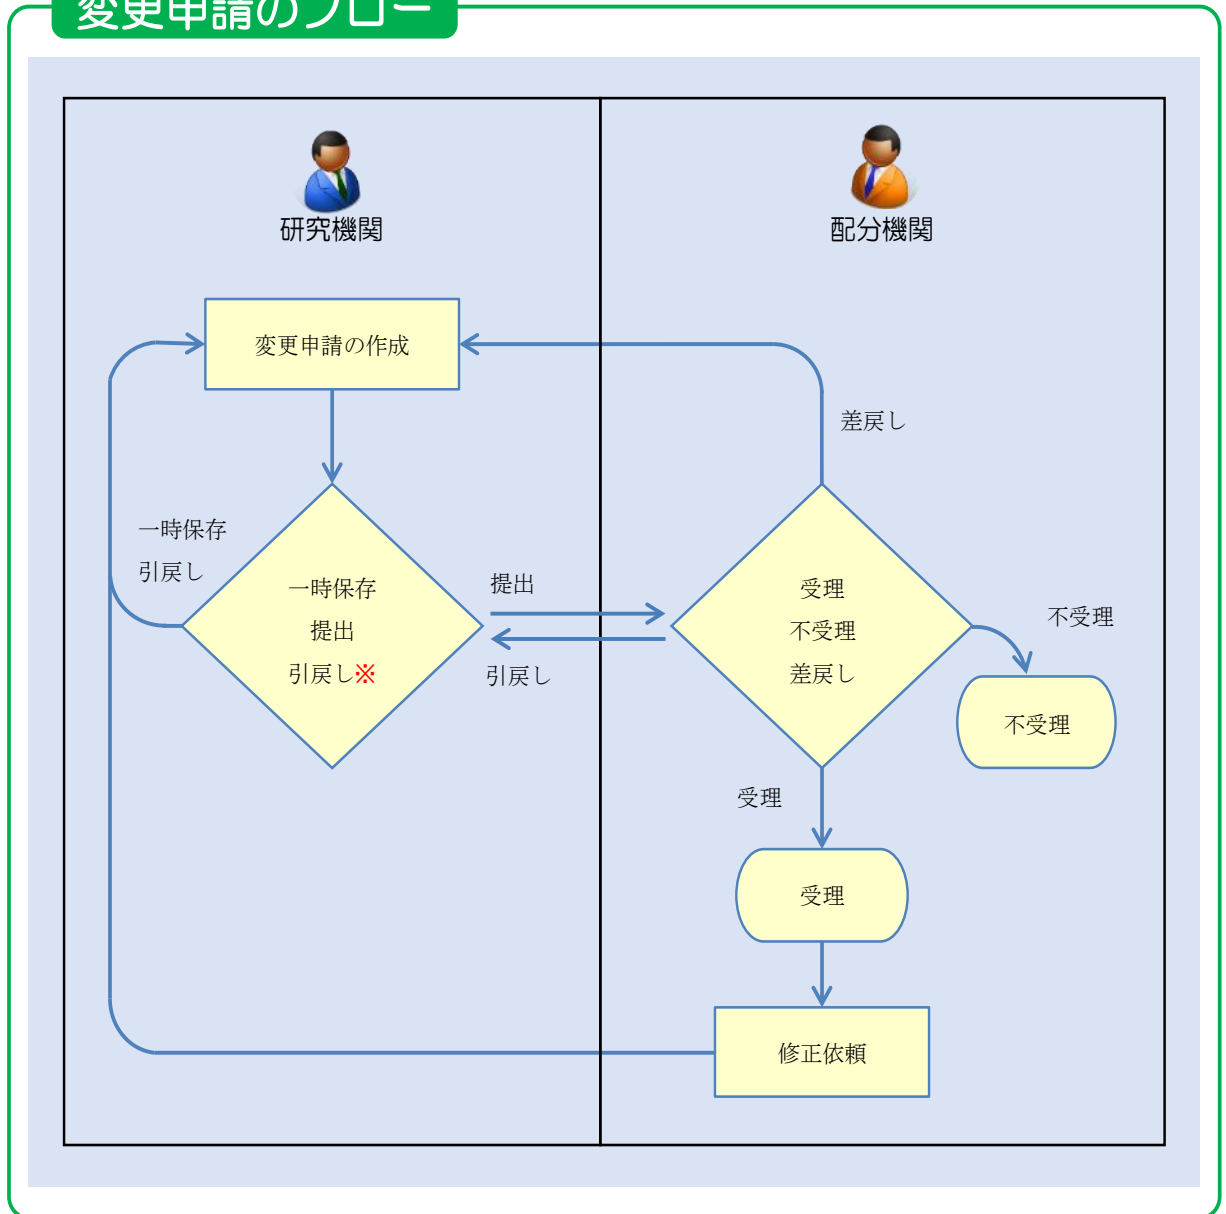 変更申請のフロー
研究機関
配分機関
変更申請の作成
差戻し
一時保存
引戻し
一時保存
提出
引戻し※
提出
引戻し
受理
不受理
差戻し
不受理
不受理
受理
受理
修正依頼